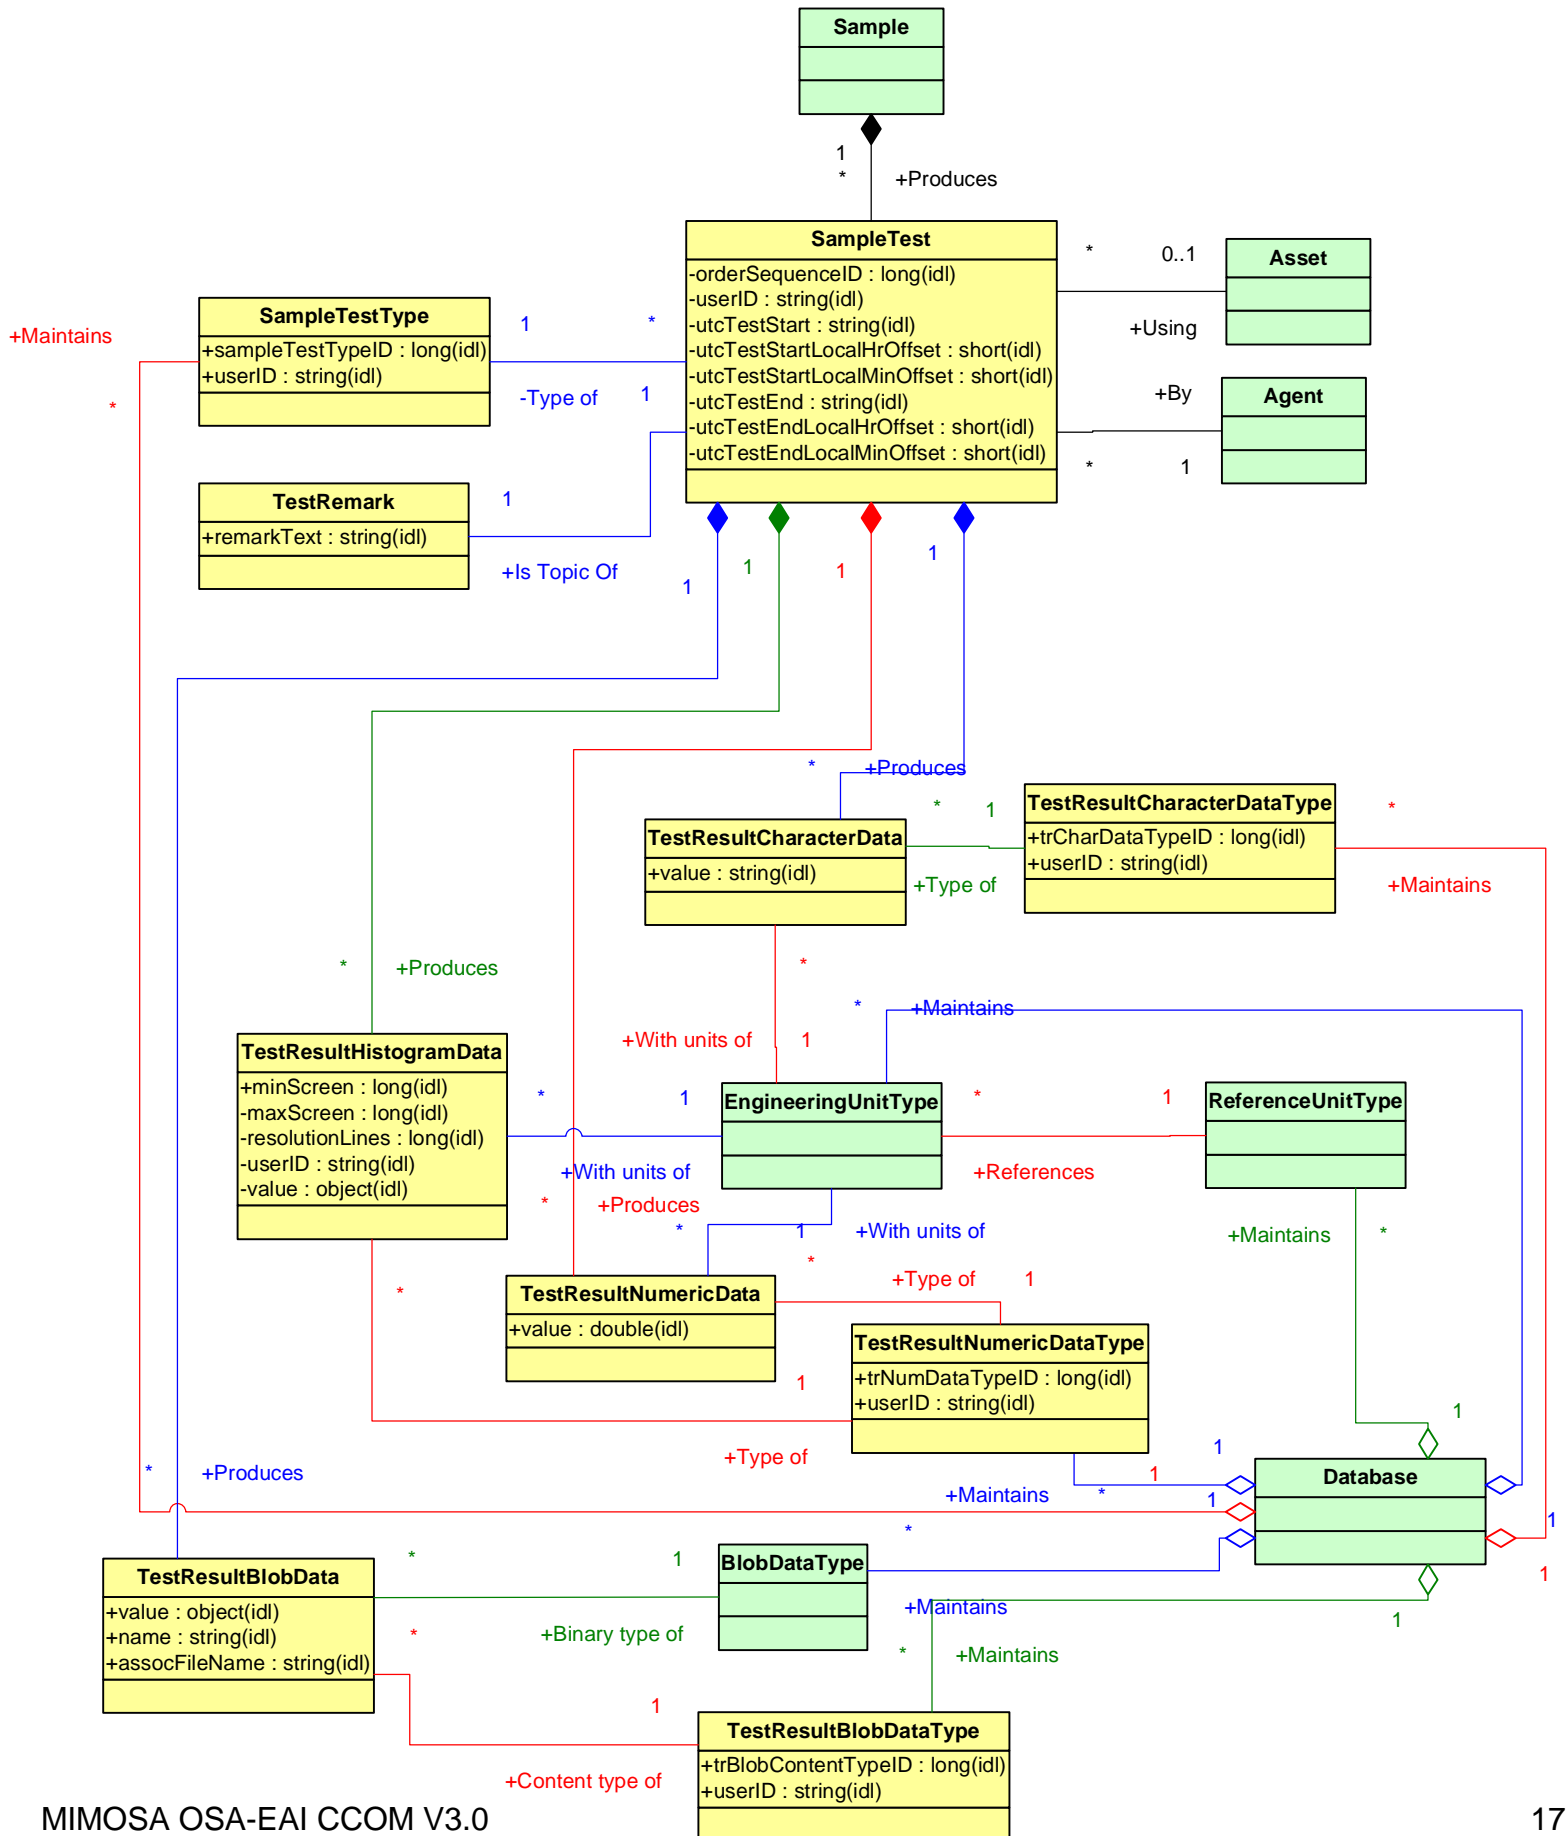 Sample
1
*
+Produces
SampleTest
-orderSequenceID : long(idl)
-userID : string(idl)
-utcTestStart : string(idl)
-utcTestStartLocalHrOffset : short(idl)
-utcTestStartLocalMinOffset : short(idl)
-utcTestEnd : string(idl)
-utcTestEndLocalHrOffset : short(idl)
-utcTestEndLocalMinOffset : short(idl)
*
0..1
+Using
Asset
+By
*
1
Agent
SampleTestType
+sampleTestTypeID : long(idl)
+userID : string(idl)
1
*
-Type of
+Maintains
*
1
TestRemark
+remarkText : string(idl)
1
+Is Topic Of
1
1
1
1
*
+Produces
TestResultCharacterData
+value : string(idl)
*
1
+Type of
TestResultCharacterDataType
+trCharDataTypeID : long(idl)
+userID : string(idl)
*
+Maintains
*
+Produces
*
+With units of
1
*
+Maintains
TestResultHistogramData
+minScreen : long(idl)
-maxScreen : long(idl)
-resolutionLines : long(idl)
-userID : string(idl)
-value : object(idl)
*
1
+With units of
EngineeringUnitType
*
1
+References
ReferenceUnitType
*
+Produces
*
1
+With units of
+Maintains
*
*
TestResultNumericData
+value : double(idl)
*
+Type of
1
TestResultNumericDataType
+trNumDataTypeID : long(idl)
+userID : string(idl)
1
+Type of
*
+Produces
+Maintains
*
1
1
1
1
Database
1
1
*
+Maintains
TestResultBlobData
+value : object(idl)
+name : string(idl)
+assocFileName : string(idl)
*
1
+Binary type of
BlobDataType
*
+Maintains
1
*
1
+Content type of
TestResultBlobDataType
+trBlobContentTypeID : long(idl)
+userID : string(idl)
MIMOSA OSA-EAI CCOM V3.0
17